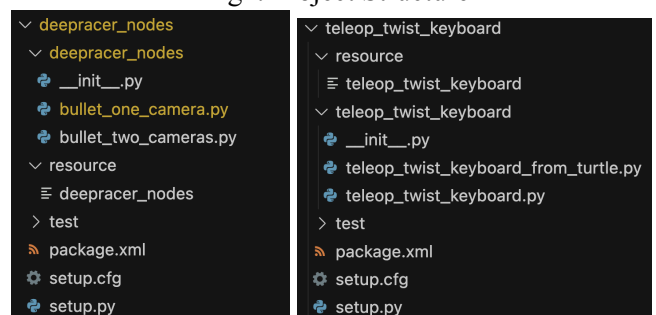 deepracer_nodes
deepracer_nodes
__init__.py
bullet_one_camera.py
bullet_two_cameras.py
resource
deepracer_nodes
test
package.xml
setup.cfg
setup.py
teleop_twist_keyboard
resource
teleop_twist_keyboard
teleop_twist_keyboard
__init__.py
teleop_twist_keyboard_from_turtle.py
teleop_twist_keyboard.py
test
package.xml
setup.cfg
setup.py